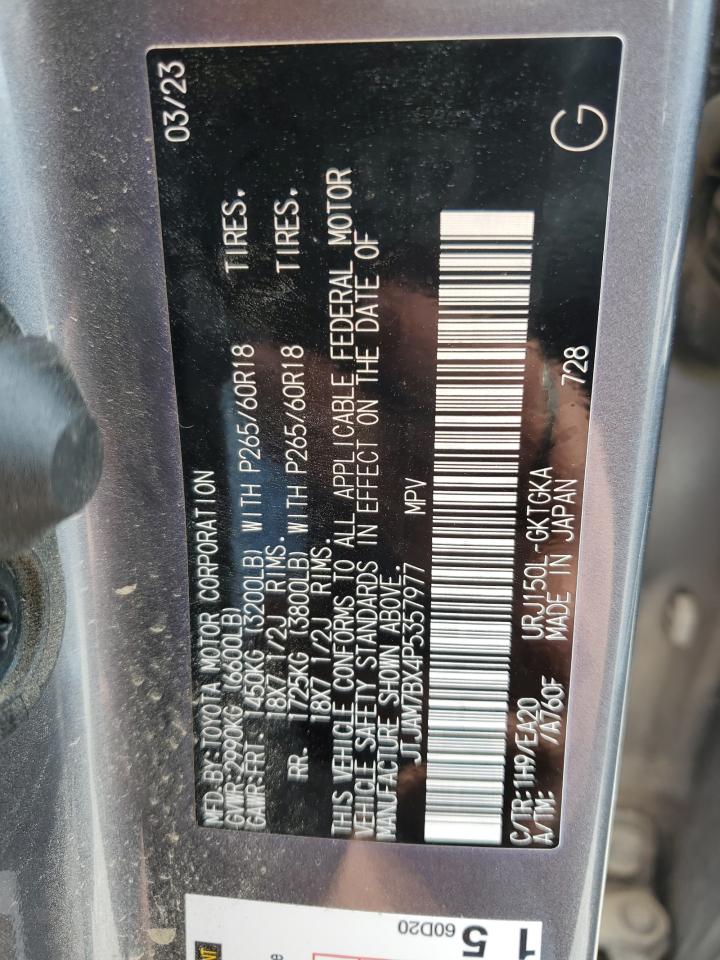 MFD.BY:TOYOTA MOTOR CORPORATION 03/23
GVWR:2990KG (6600LB)
GAWR:FRT. 1450KG (3200LB) WITH P265/60R18 TIRES.
18X7 1/2J RIMS.
RR. 1725KG (3800LB) WITH P265/60R18 TIRES.
18X7 1/2J RIMS.
THIS VEHICLE CONFORMS TO ALL APPLICABLE FEDERAL MOTOR
VEHICLE SAFETY STANDARDS IN EFFECT ON THE DATE OF
MANUFACTURE SHOWN ABOVE.
JTJAM7BX4P5357977 MPV
C/TR:1H9/EA20 URJ150L-GKTGKA 728
A/TM: /A760F MADE IN JAPAN
G
60D20
1 5